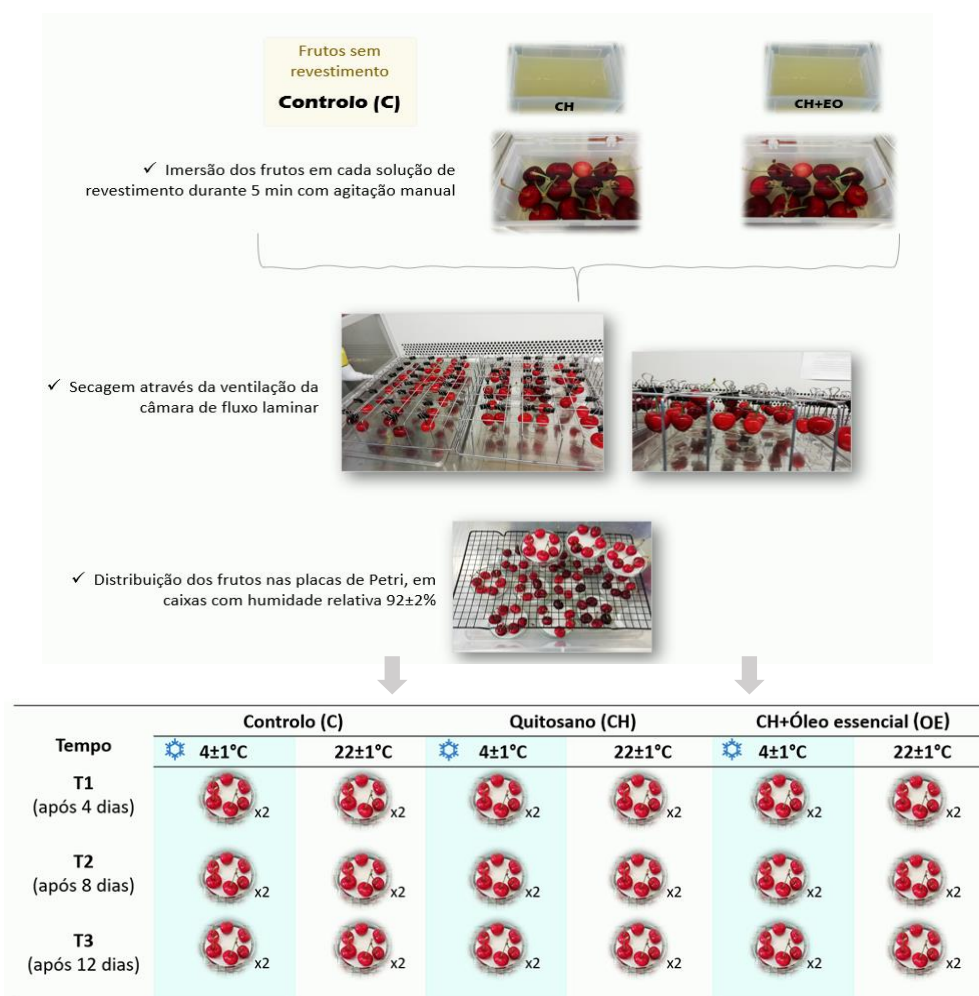 Frutos sem
revestimento
Controlo (C)
CH
CH+EO
✓ Imersão dos frutos em cada solução de
revestimento durante 5 min com agitação manual
✓ Secagem através da ventilação da
câmara de fluxo laminar
✓ Distribuição dos frutos nas placas de Petri, em
caixas com humidade relativa 92±2%
Tempo
Controlo (C) Quitosano (CH) CH+Óleo essencial (OE)
4±1°C 22±1°C 4±1°C 22±1°C 4±1°C 22±1°C
T1
(após 4 dias)
x2 x2 x2 x2 x2 x2
T2
(após 8 dias)
x2 x2 x2 x2 x2 x2
T3
(após 12 dias)
x2 x2 x2 x2 x2 x2